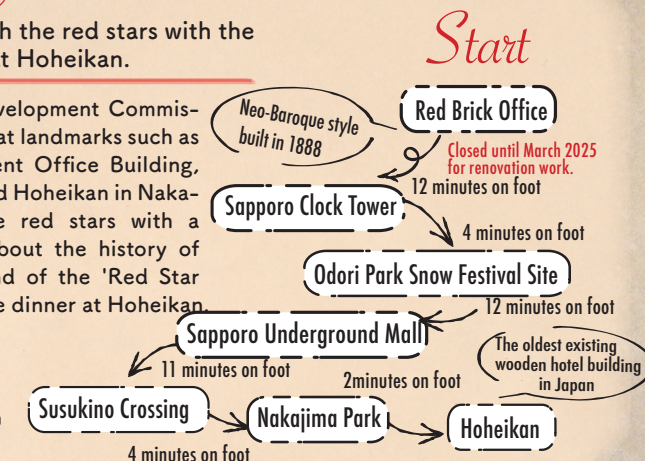 h the red stars with the
t Hoheikan.
velopment Commis-
at landmarks such as
ent Office Building,
d Hoheikan in Naka-
e red stars with a
bout the history of
nd of the 'Red Star
e dinner at Hoheikan.
Start
Red Brick Office
Neo-Baroque style
built in 1888
Closed until March 2025
for renovation work.
12 minutes on foot
Sapporo Clock Tower
4 minutes on foot
Odori Park Snow Festival Site
12 minutes on foot
Sapporo Underground Mall
The oldest existing
wooden hotel building
in Japan
11 minutes on foot
2minutes on foot
Susukino Crossing
Nakajima Park
Hoheikan
4 minutes on foot